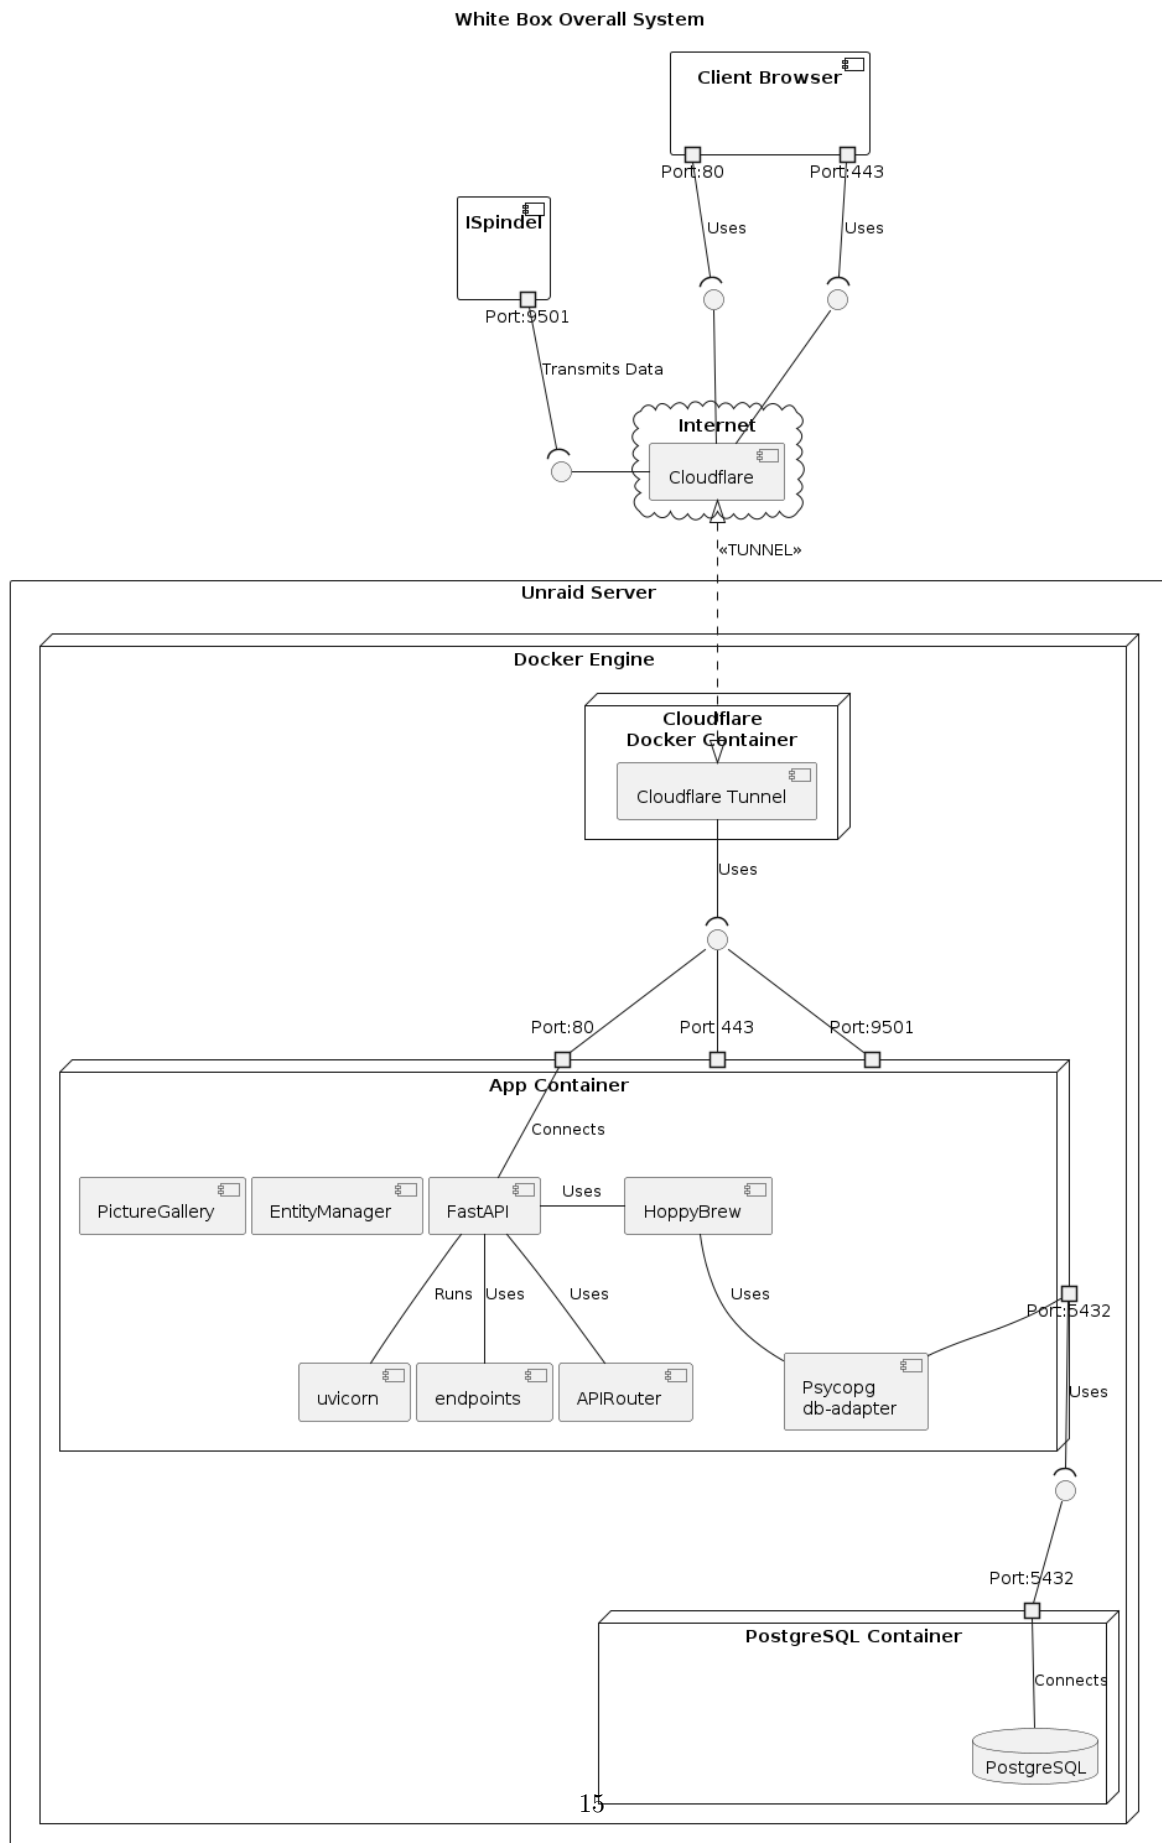 White Box Overall System
Client Browser
Port:80
Port:443
ISpindel
Uses
Uses
Port:9501
Transmits Data
Internet
Cloudflare
«TUNNEL»
Unraid Server
Docker Engine
Cloudflare
Docker Container
Cloudflare Tunnel
Uses
Port:80
Port:443
Port:9501
App Container
Connects
PictureGallery
EntityManager
FastAPI
Uses
HoppyBrew
Runs
Uses
Uses
Uses
Port:5432
uvicorn
endpoints
APIRouter
Psycopg
db-adapter
Uses
Port:5432
PostgreSQL Container
Connects
PostgreSQL
15